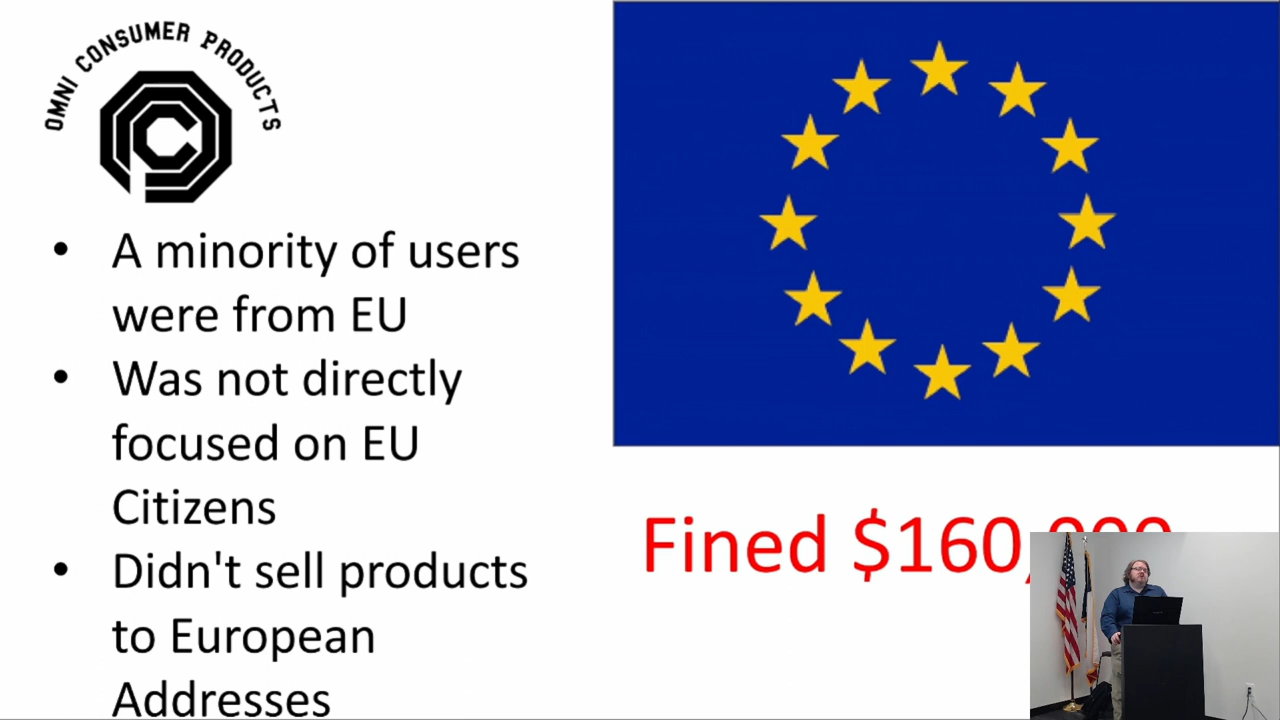 OMNI CONSUMER PRODUCTS
• A minority of users
were from EU
• Was not directly
focused on EU
Citizens
• Didn't sell products
to European
Addresses
Fined $160,000